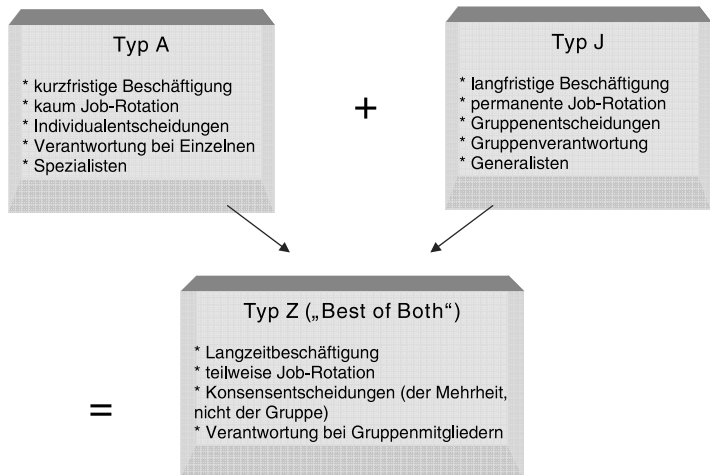 Typ A
* kurzfristige Beschäftigung
* kaum Job-Rotation
* Individualentscheidungen
* Verantwortung bei Einzelnen
* Spezialisten
+
Typ J
* langfristige Beschäftigung
* permanente Job-Rotation
* Gruppenentscheidungen
* Gruppenverantwortung
* Generalisten
=
Typ Z („Best of Both“)
* Langzeitbeschäftigung
* teilweise Job-Rotation
* Konsensentscheidungen (der Mehrheit,
nicht der Gruppe)
* Verantwortung bei Gruppenmitgliedern